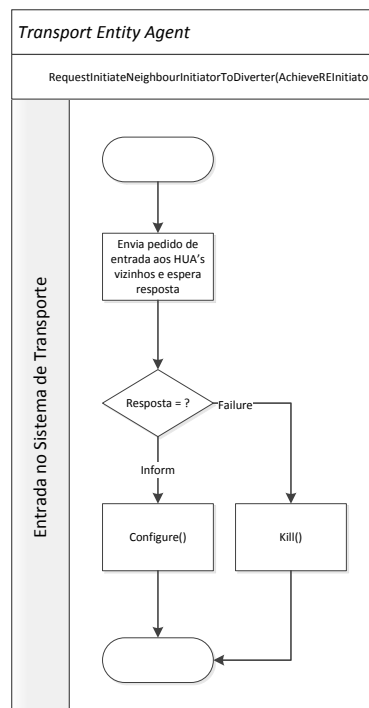 Transport Entity Agent
RequestInitiateNeighbourInitiatorToDiverter(AchieveREInitiato
Entrada no Sistema de Transporte
Envia pedido de
entrada aos HUA's
vizinhos e espera
resposta
Resposta = ?
Failure
Inform
Configure()
Kill()